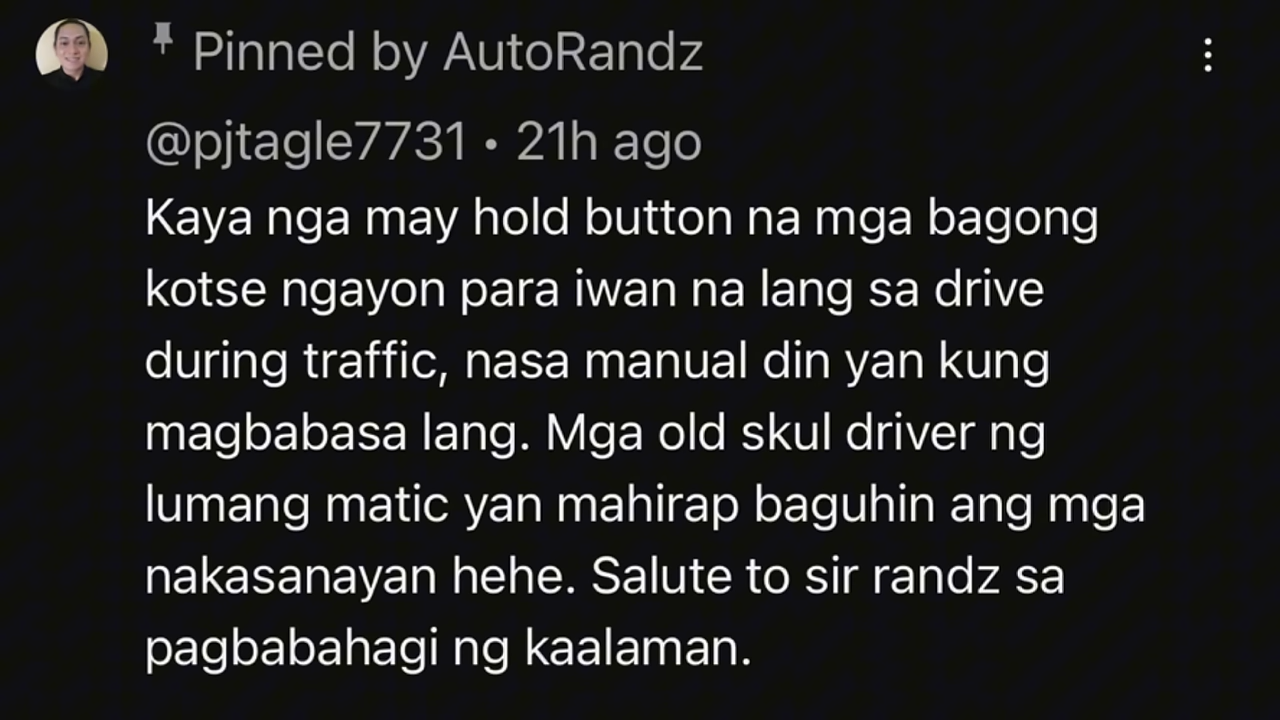 Pinned by AutoRandz
@pjtagle7731 • 21h ago
Kaya nga may hold button na mga bagong
kotse ngayon para iwan na lang sa drive
during traffic, nasa manual din yan kung
magbabasa lang. Mga old skul driver ng
lumang matic yan mahirap baguhin ang mga
nakasanayan hehe. Salute to sir randz sa
pagbabahagi ng kaalaman.